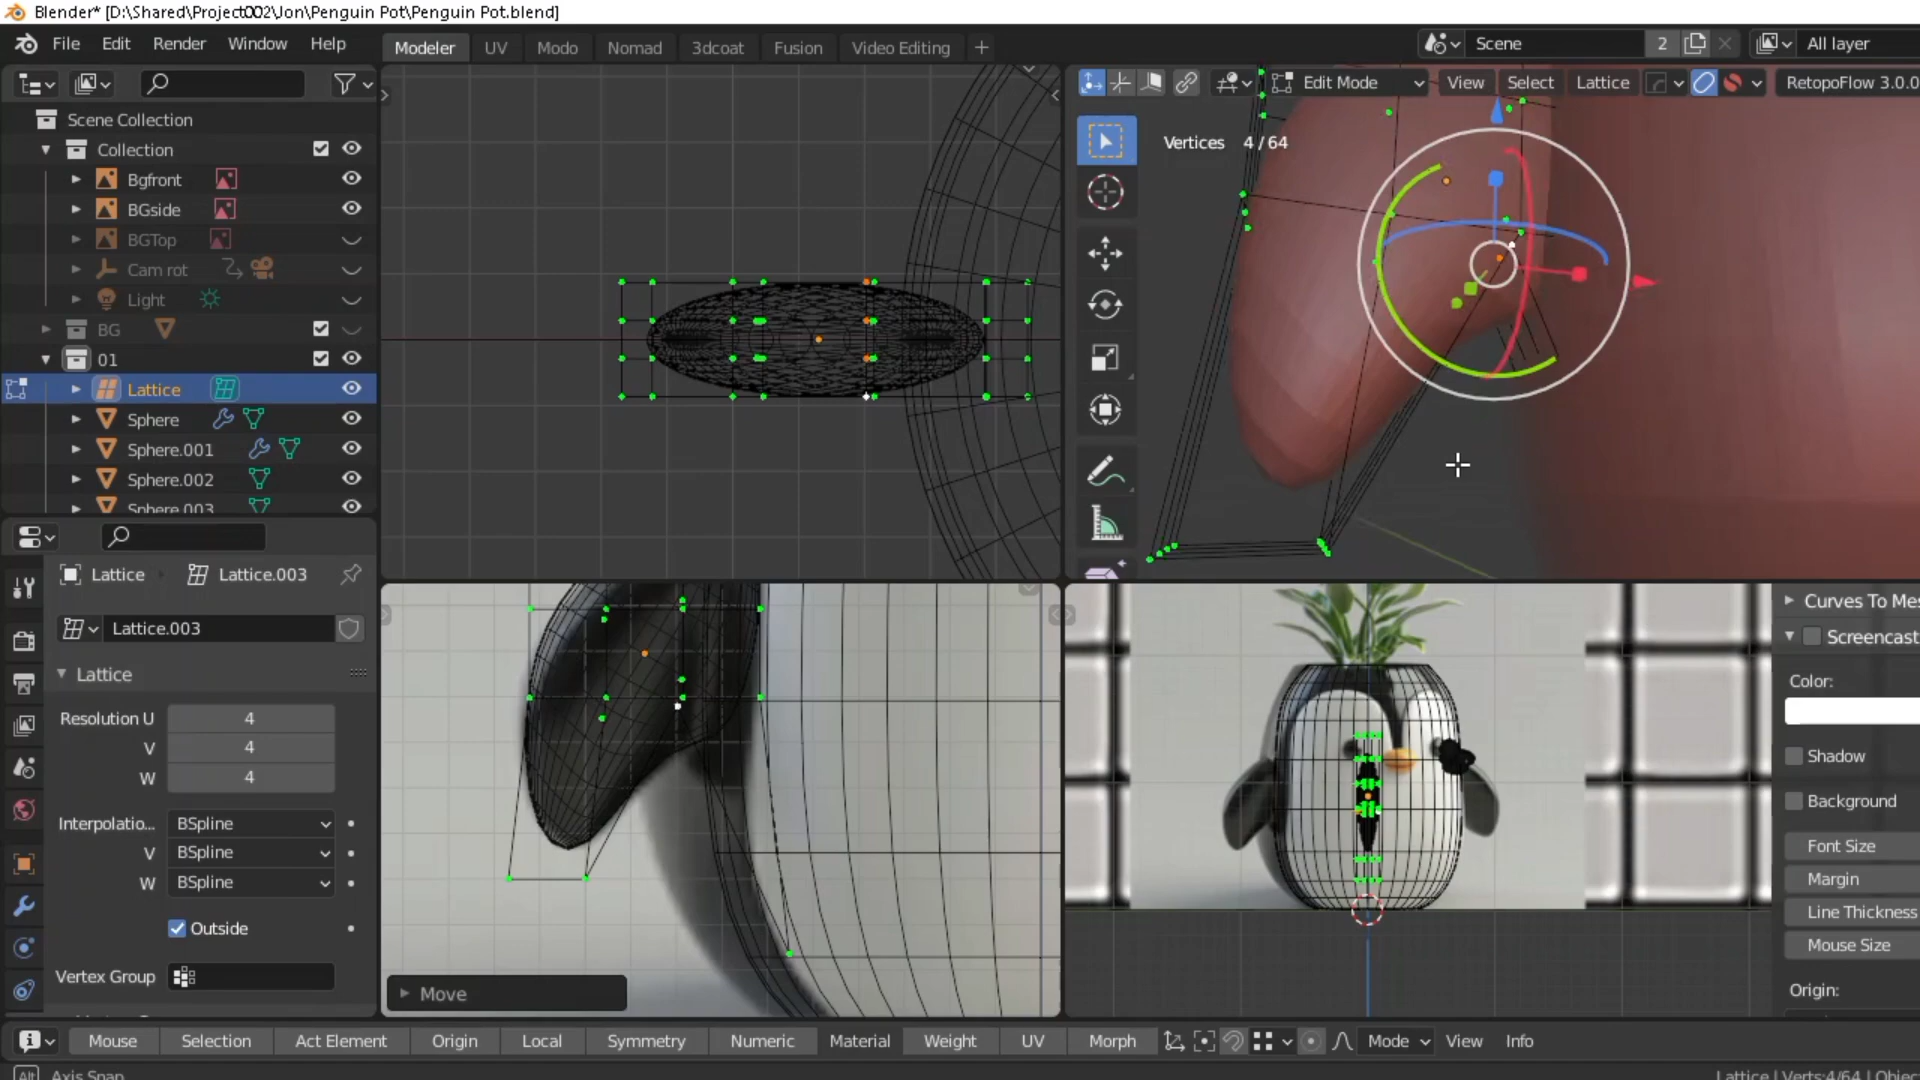 Blender* [D:\Shared\Project002\Jon\Penguin Pot\Penguin Pot.blend]
File Edit Render Window Help
Modeler UV Modo Nomad 3dcoat Fusion Video Editing +
Scene 2 All layer
Edit Mode View Select Lattice RetopoFlow 3.0.0
Scene Collection
Collection
Bgfront
BGside
BGTop
Cam rot
Light
BG
01
Lattice
Sphere
Sphere.001
Sphere.002
Sphere.003
Vertices 4 / 64
Lattice Lattice.003
Lattice.003
Lattice
Resolution U 4
V 4
W 4
Interpolatio... BSpline
V BSpline
W BSpline
Outside
Vertex Group
Move
Curves To Me
Screencast
Color:
Shadow
Background
Font Size
Margin
Line Thickness
Mouse Size
Origin:
Mouse Selection Act Element Origin Local Symmetry Numeric Material Weight UV Morph Mode View Info
Alt Axis Snap
Lattice | Verts:4/64 | Objec